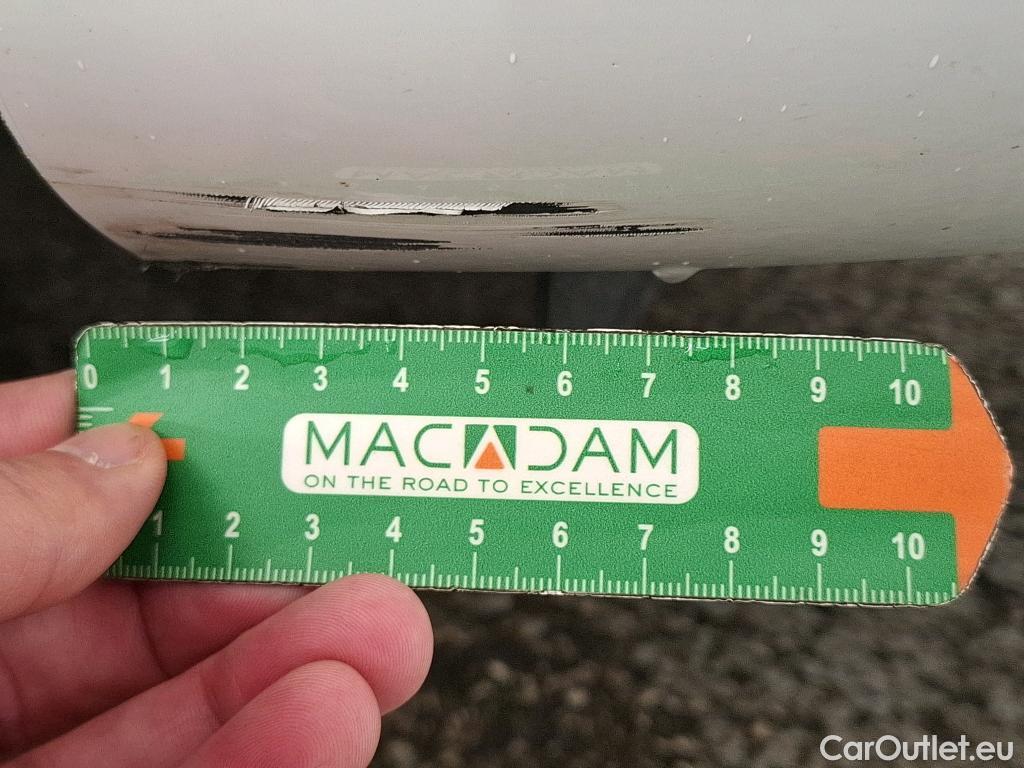 0 1 2 3 4 5 6 7 8 9 10
MACADAM
ON THE ROAD TO EXCELLENCE
1 2 3 4 5 6 7 8 9 10
CarOutlet.eu